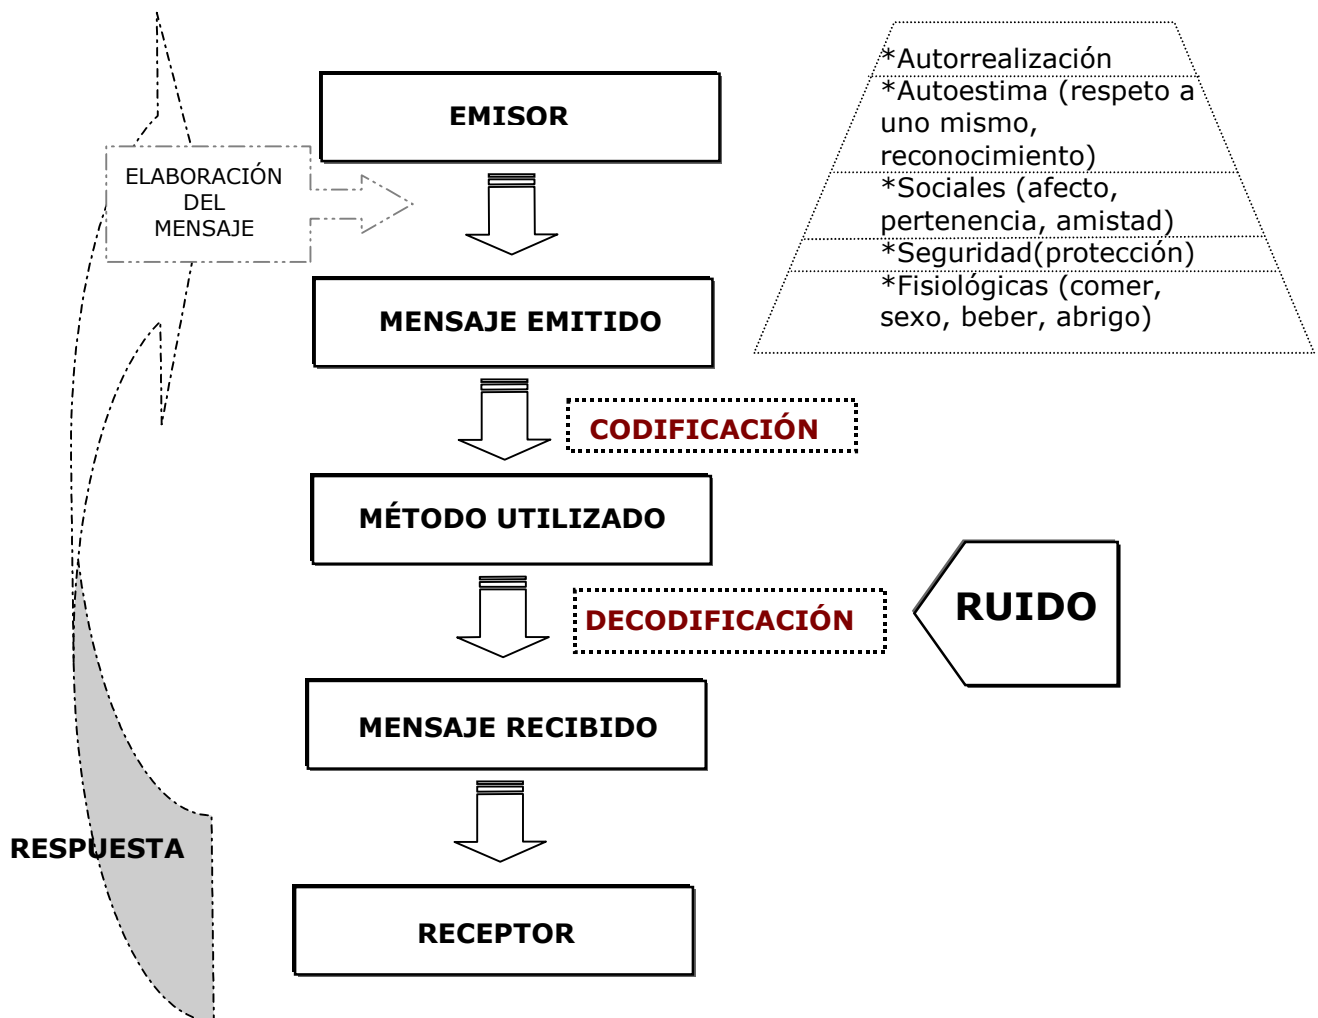 EMISOR
ELABORACIÓN
DEL
MENSAJE
MENSAJE EMITIDO
CODIFICACIÓN
MÉTODO UTILIZADO
DECODIFICACIÓN
RUIDO
MENSAJE RECIBIDO
RESPUESTA
RECEPTOR
*Autorrealización
*Autoestima (respeto a
uno mismo,
reconocimiento)
*Sociales (afecto,
pertenencia, amistad)
*Seguridad(protección)
*Fisiológicas (comer,
sexo, beber, abrigo)